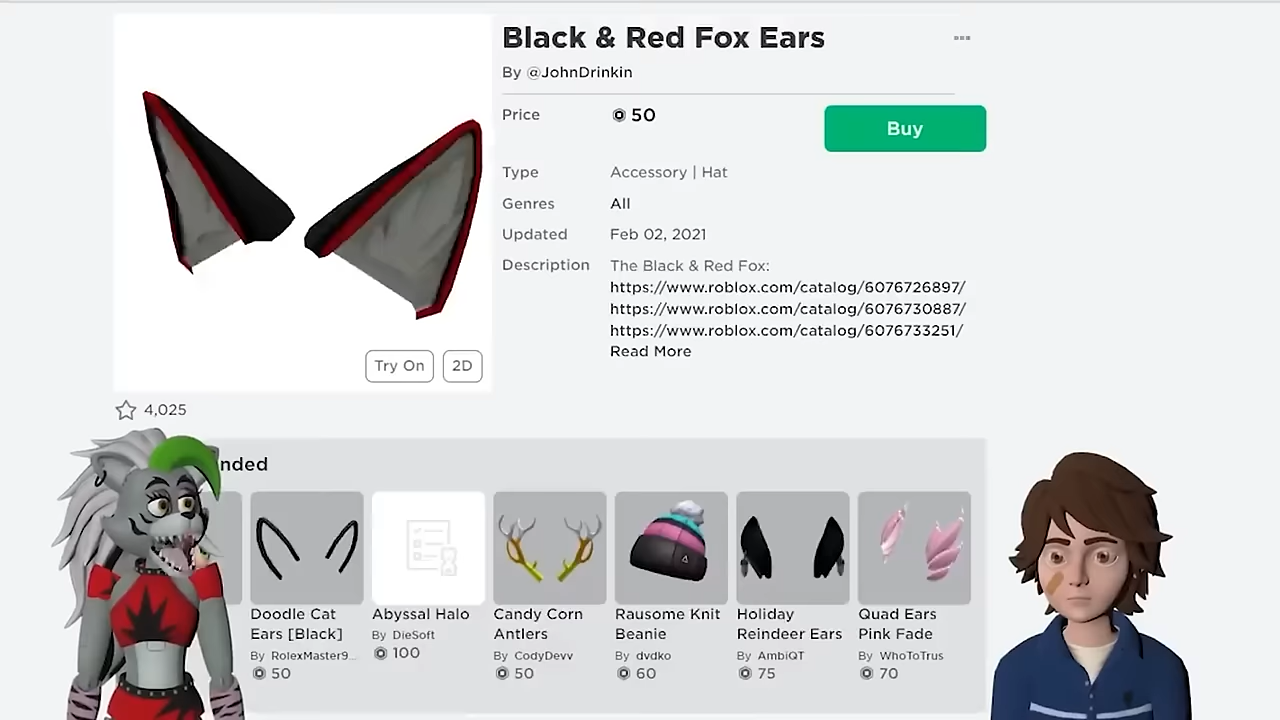 Black & Red Fox Ears
By @JohnDrinkin
Price 50
Buy
Type Accessory | Hat
Genres All
Updated Feb 02, 2021
Description The Black & Red Fox:
https://www.roblox.com/catalog/6076726897/
https://www.roblox.com/catalog/6076730887/
https://www.roblox.com/catalog/6076733251/
Read More
Try On 2D
4,025
nded
Doodle Cat
Ears [Black]
By RolexMaster9...
50
Abyssal Halo
By DieSoft
100
Candy Corn
Antlers
By CodyDevv
50
Rausome Knit
Beanie
By dvdko
60
Holiday
Reindeer Ears
By AmbiQT
75
Quad Ears
Pink Fade
By WhoToTrus
70